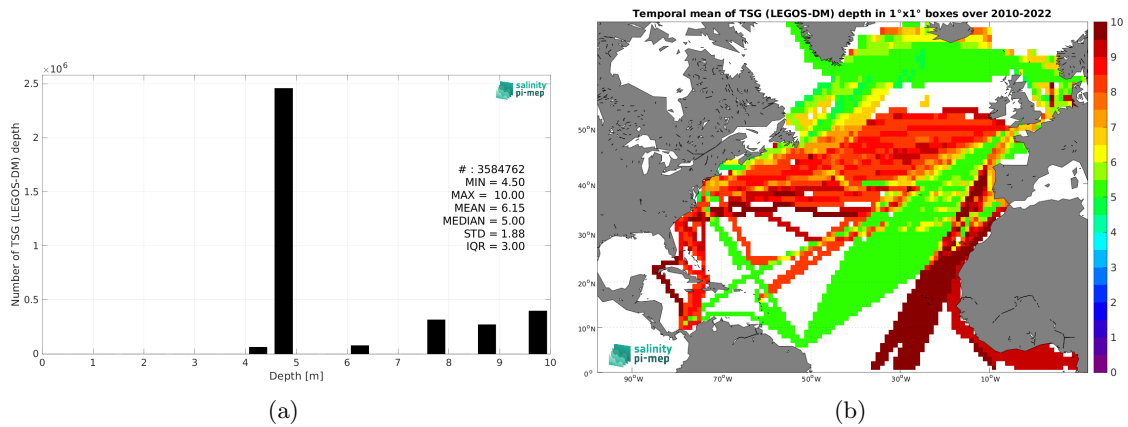 ×10⁶
2.5
2
1.5
1
0.5
0
Number of TSG (LEGOS-DM) depth
salinity
pi-mep
# : 3584762
MIN = 4.50
MAX = 10.00
MEAN = 6.15
MEDIAN = 5.00
STD = 1.88
IQR = 3.00
0 1 2 3 4 5 6 7 8 9 10
Depth [m]
(a)
Temporal mean of TSG (LEGOS-DM) depth in 1°x1° boxes over 2010-2022
50°N
40°N
30°N
20°N
10°N
0°
90°W 70°W 50°W 30°W 10°W
salinity
pi-mep
10
9
8
7
6
5
4
3
2
1
0
(b)